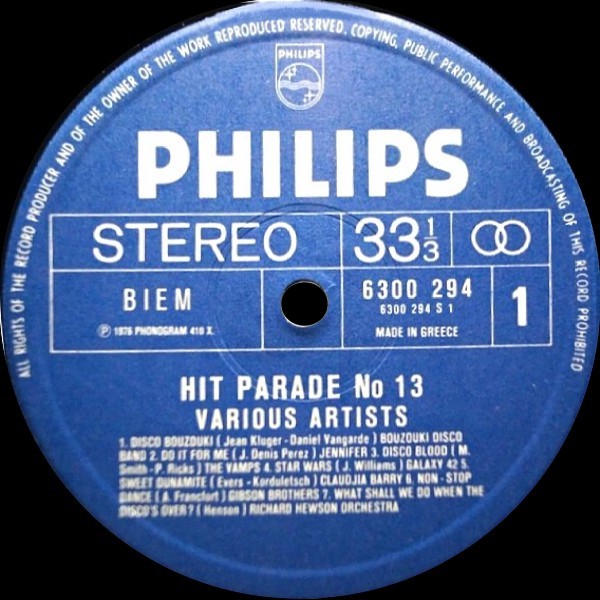 ALL RIGHTS OF THE RECORD PRODUCER AND OF THE OWNER OF THE WORK REPRODUCED RESERVED. COPYING, PUBLIC PERFORMANCE AND BROADCASTING OF THIS RECORD PROHIBITED
PHILIPS
PHILIPS
STEREO 33 1/3
BIEM 6300 294 1
6300 294 S 1
Ⓟ 1976 PHONOGRAM 410 X. MADE IN GREECE
HIT PARADE No 13
VARIOUS ARTISTS
1. DISCO BOUZOUKI ( Jean Kluger - Daniel Vangarde ) BOUZOUKI DISCO
BAND 2. DO IT FOR ME ( J. Denis Perez ) JENNIFER 3. DISCO BLOOD ( M.
Smith - P. Ricks ) THE VAMPS 4. STAR WARS ( J. Williams ) GALAXY 42 5.
SWEET DUNAMITE ( Evers - Korduletsch ) CLAUDJIA BARRY 6. NON - STOP
DANCE ( A. Francfort ) GIBSON BROTHERS 7. WHAT SHALL WE DO WHEN THE
DISCO'S OVER? ( Henson ) RICHARD HEWSON ORCHESTRA